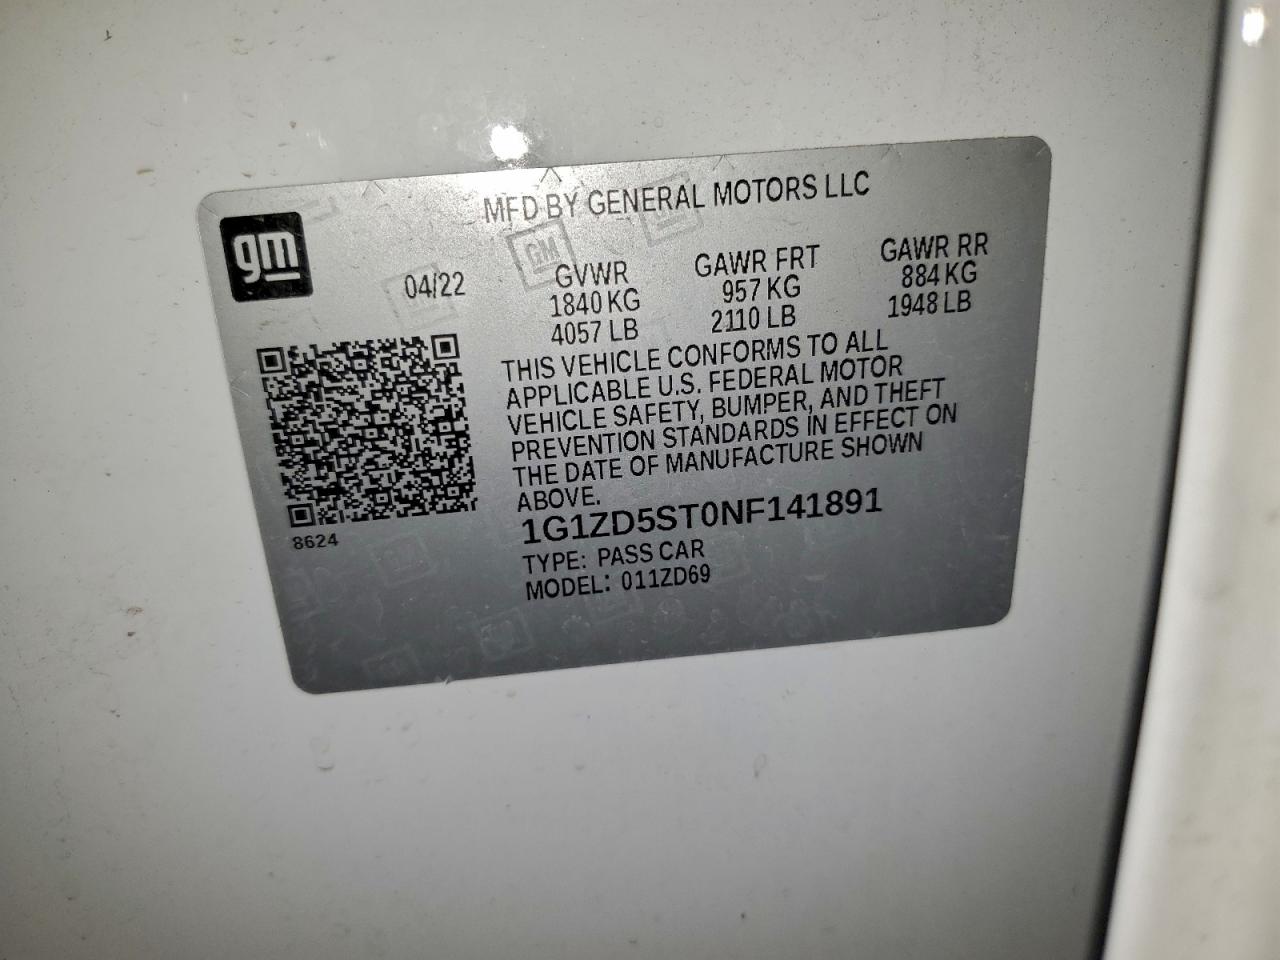 MFD BY GENERAL MOTORS LLC
gm
04/22
GVWR
1840 KG
4057 LB
GAWR FRT
957 KG
2110 LB
GAWR RR
884 KG
1948 LB
THIS VEHICLE CONFORMS TO ALL
APPLICABLE U.S. FEDERAL MOTOR
VEHICLE SAFETY, BUMPER, AND THEFT
PREVENTION STANDARDS IN EFFECT ON
THE DATE OF MANUFACTURE SHOWN
ABOVE.
1G1ZD5ST0NF141891
TYPE: PASS CAR
MODEL: 011ZD69
8624
GM